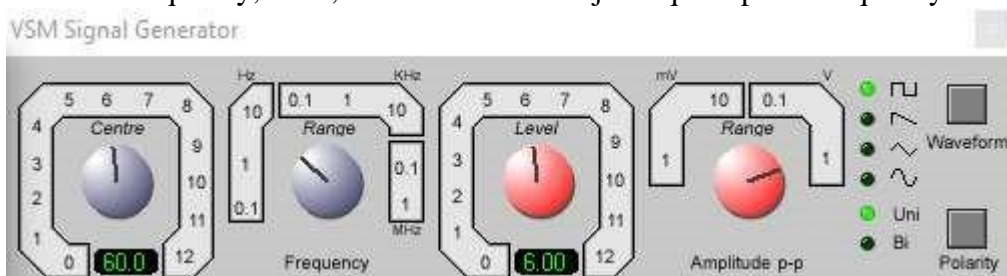 VSM Signal Generator
Hz KHz mV V
5 6 7 8 10 0.1 1 10 5 6 7 8 10 0.1
4 Centre Range 4 Level Range Waveform
3 9 1 0.1 3 9 1 1
2 10 0.1 1 2 10
1 11 MHz 1 11 Uni
0 60.0 12 Frequency 0 6.00 12 Amplitude p-p Bi Polarity